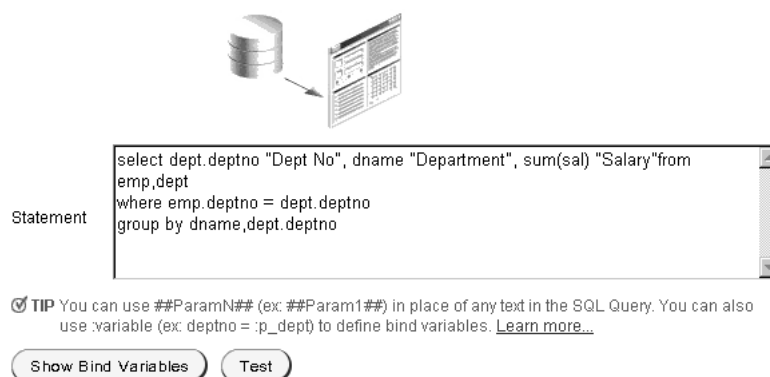 select dept.deptno "Dept No", dname "Department", sum(sal) "Salary"from
emp,dept
where emp.deptno = dept.deptno
group by dname,dept.deptno
Statement
TIP You can use ##ParamN## (ex: ##Param1##) in place of any text in the SQL Query. You can also
use :variable (ex: deptno = :p_dept) to define bind variables. Learn more...
Show Bind Variables
Test